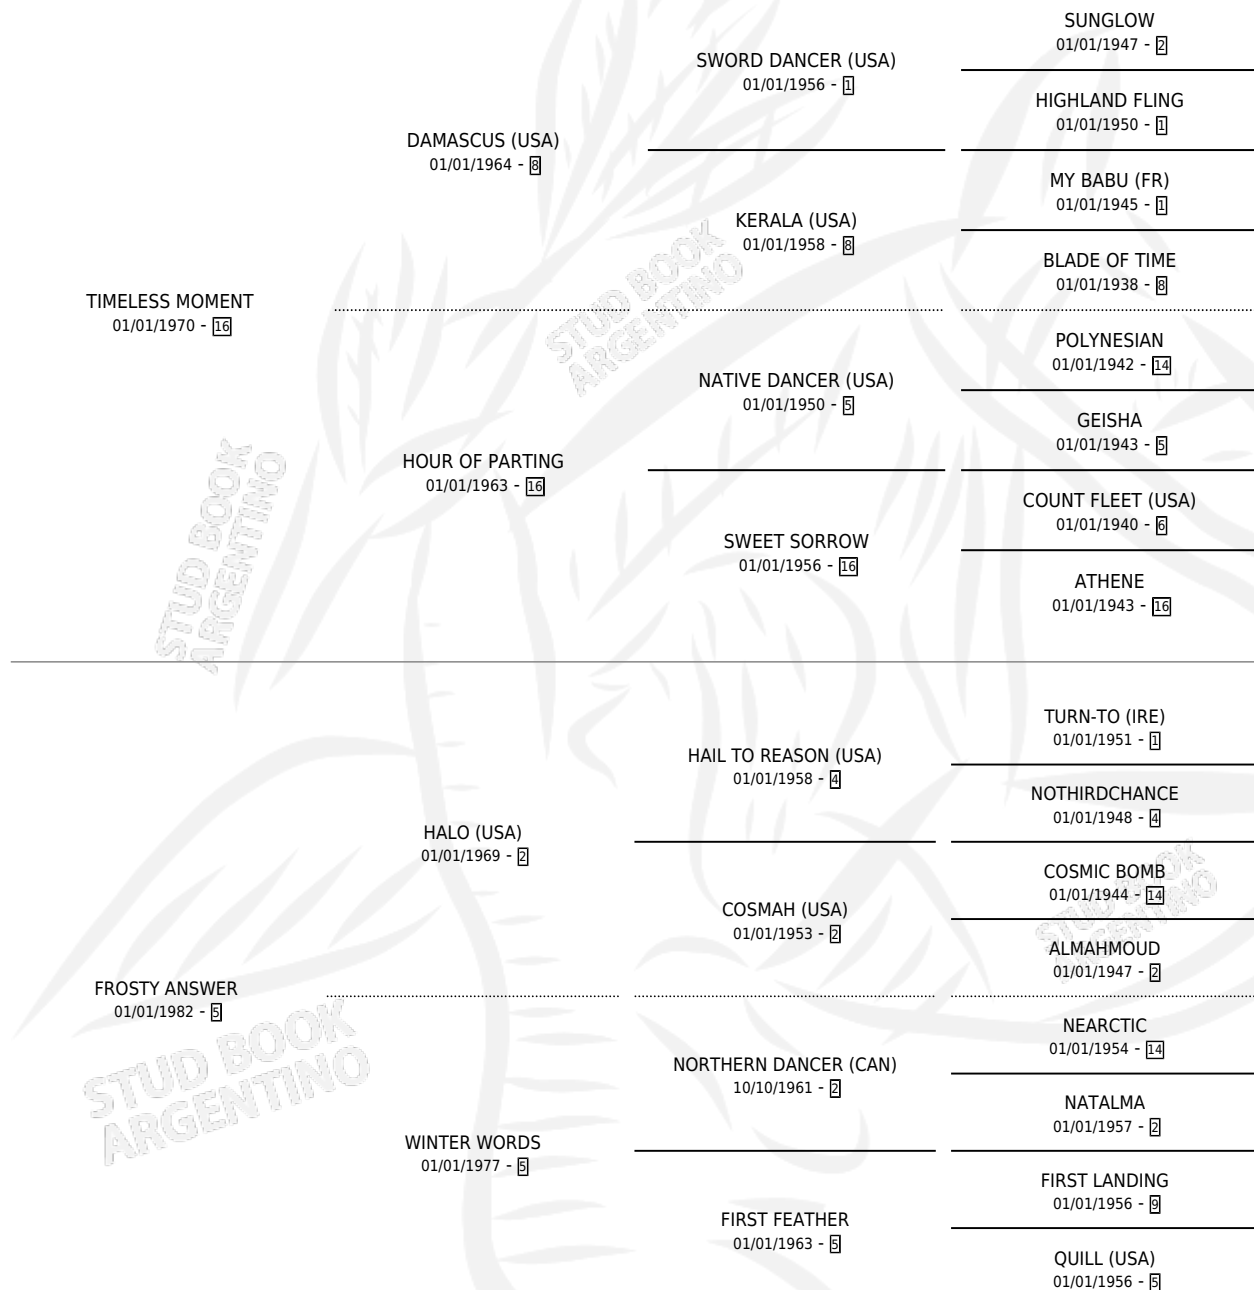 SUNGLOW
01/01/1947 - 2
SWORD DANCER (USA)
01/01/1956 - 1
HIGHLAND FLING
01/01/1950 - 1
DAMASCUS (USA)
01/01/1964 - 8
MY BABU (FR)
01/01/1945 - 1
KERALA (USA)
01/01/1958 - 8
BLADE OF TIME
01/01/1938 - 8
TIMELESS MOMENT
01/01/1970 - 16
POLYNESIAN
01/01/1942 - 14
NATIVE DANCER (USA)
01/01/1950 - 5
GEISHA
01/01/1943 - 5
HOUR OF PARTING
01/01/1963 - 16
COUNT FLEET (USA)
01/01/1940 - 6
SWEET SORROW
01/01/1956 - 16
ATHENE
01/01/1943 - 16
TURN-TO (IRE)
01/01/1951 - 1
HAIL TO REASON (USA)
01/01/1958 - 4
NOTHIRDCHANCE
01/01/1948 - 4
HALO (USA)
01/01/1969 - 2
COSMIC BOMB
01/01/1944 - 14
COSMAH (USA)
01/01/1953 - 2
ALMAHMOUD
01/01/1947 - 2
FROSTY ANSWER
01/01/1982 - 5
NEARCTIC
01/01/1954 - 14
NORTHERN DANCER (CAN)
10/10/1961 - 2
NATALMA
01/01/1957 - 2
WINTER WORDS
01/01/1977 - 5
FIRST LANDING
01/01/1956 - 9
FIRST FEATHER
01/01/1963 - 5
QUILL (USA)
01/01/1956 - 5
STUD BOOK
ARGENTINO
STUD BOOK
ARGENTINO
STUD BOOK
ARGENTINO
STUD BOOK
ARGENTINO